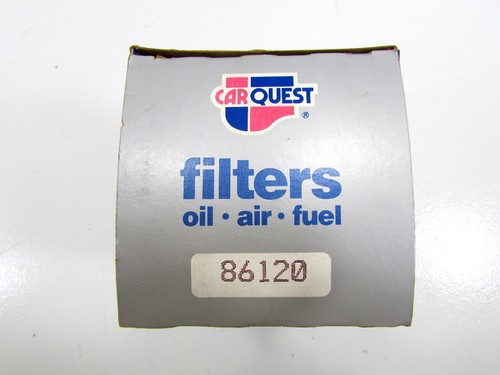 CARQUEST®
filters
oil · air · fuel
86120